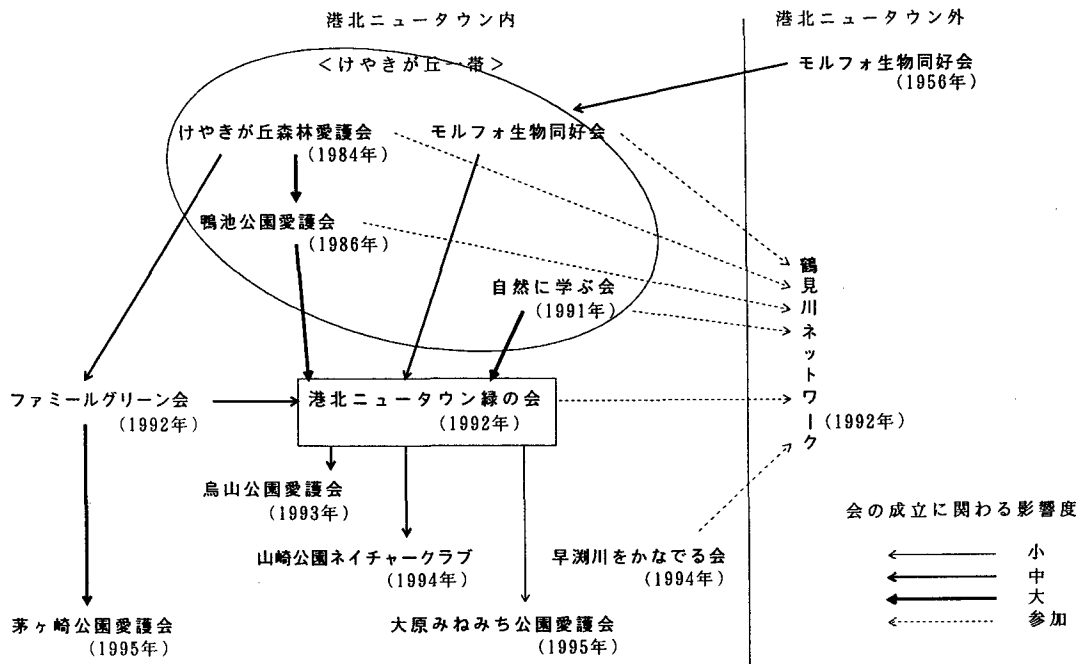 港北ニュータウン内
港北ニュータウン外
＜けやきが丘一帯＞
モルフォ生物同好会
(1956年)
けやきが丘森林愛護会
(1984年)
モルフォ生物同好会
鴨池公園愛護会
(1986年)
自然に学ぶ会
(1991年)
鶴見川ネットワーク
(1992年)
ファミールグリーン会
(1992年)
港北ニュータウン緑の会
(1992年)
烏山公園愛護会
(1993年)
山崎公園ネイチャークラブ
(1994年)
早渕川をかなでる会
(1994年)
茅ヶ崎公園愛護会
(1995年)
大原みねみち公園愛護会
(1995年)
会の成立に関わる影響度
小
中
大
参加